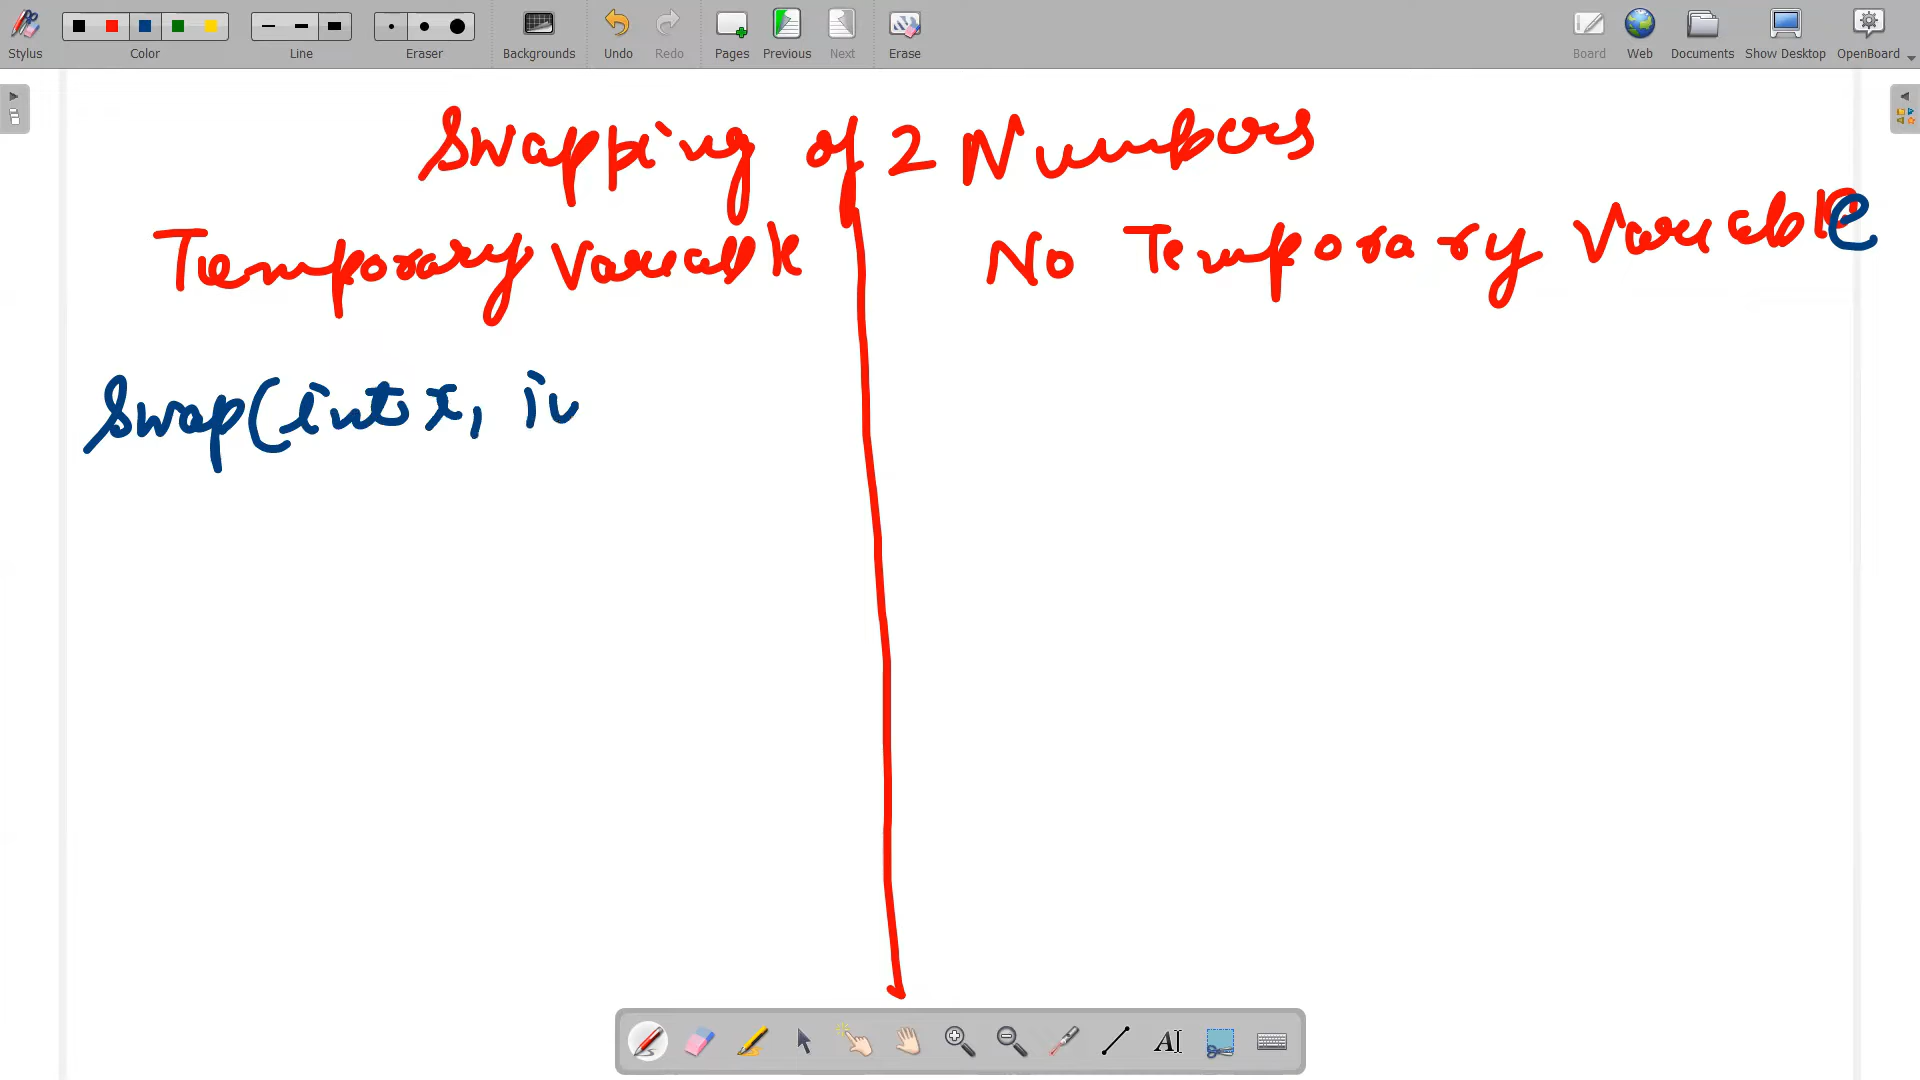 Stylus Color Line Eraser Backgrounds Undo Redo Pages Previous Next Erase Board Web Documents Show Desktop OpenBoard
Swapping of 2 Numbers
Temporary Variable
No Temporary Variable
Swap(int x, in